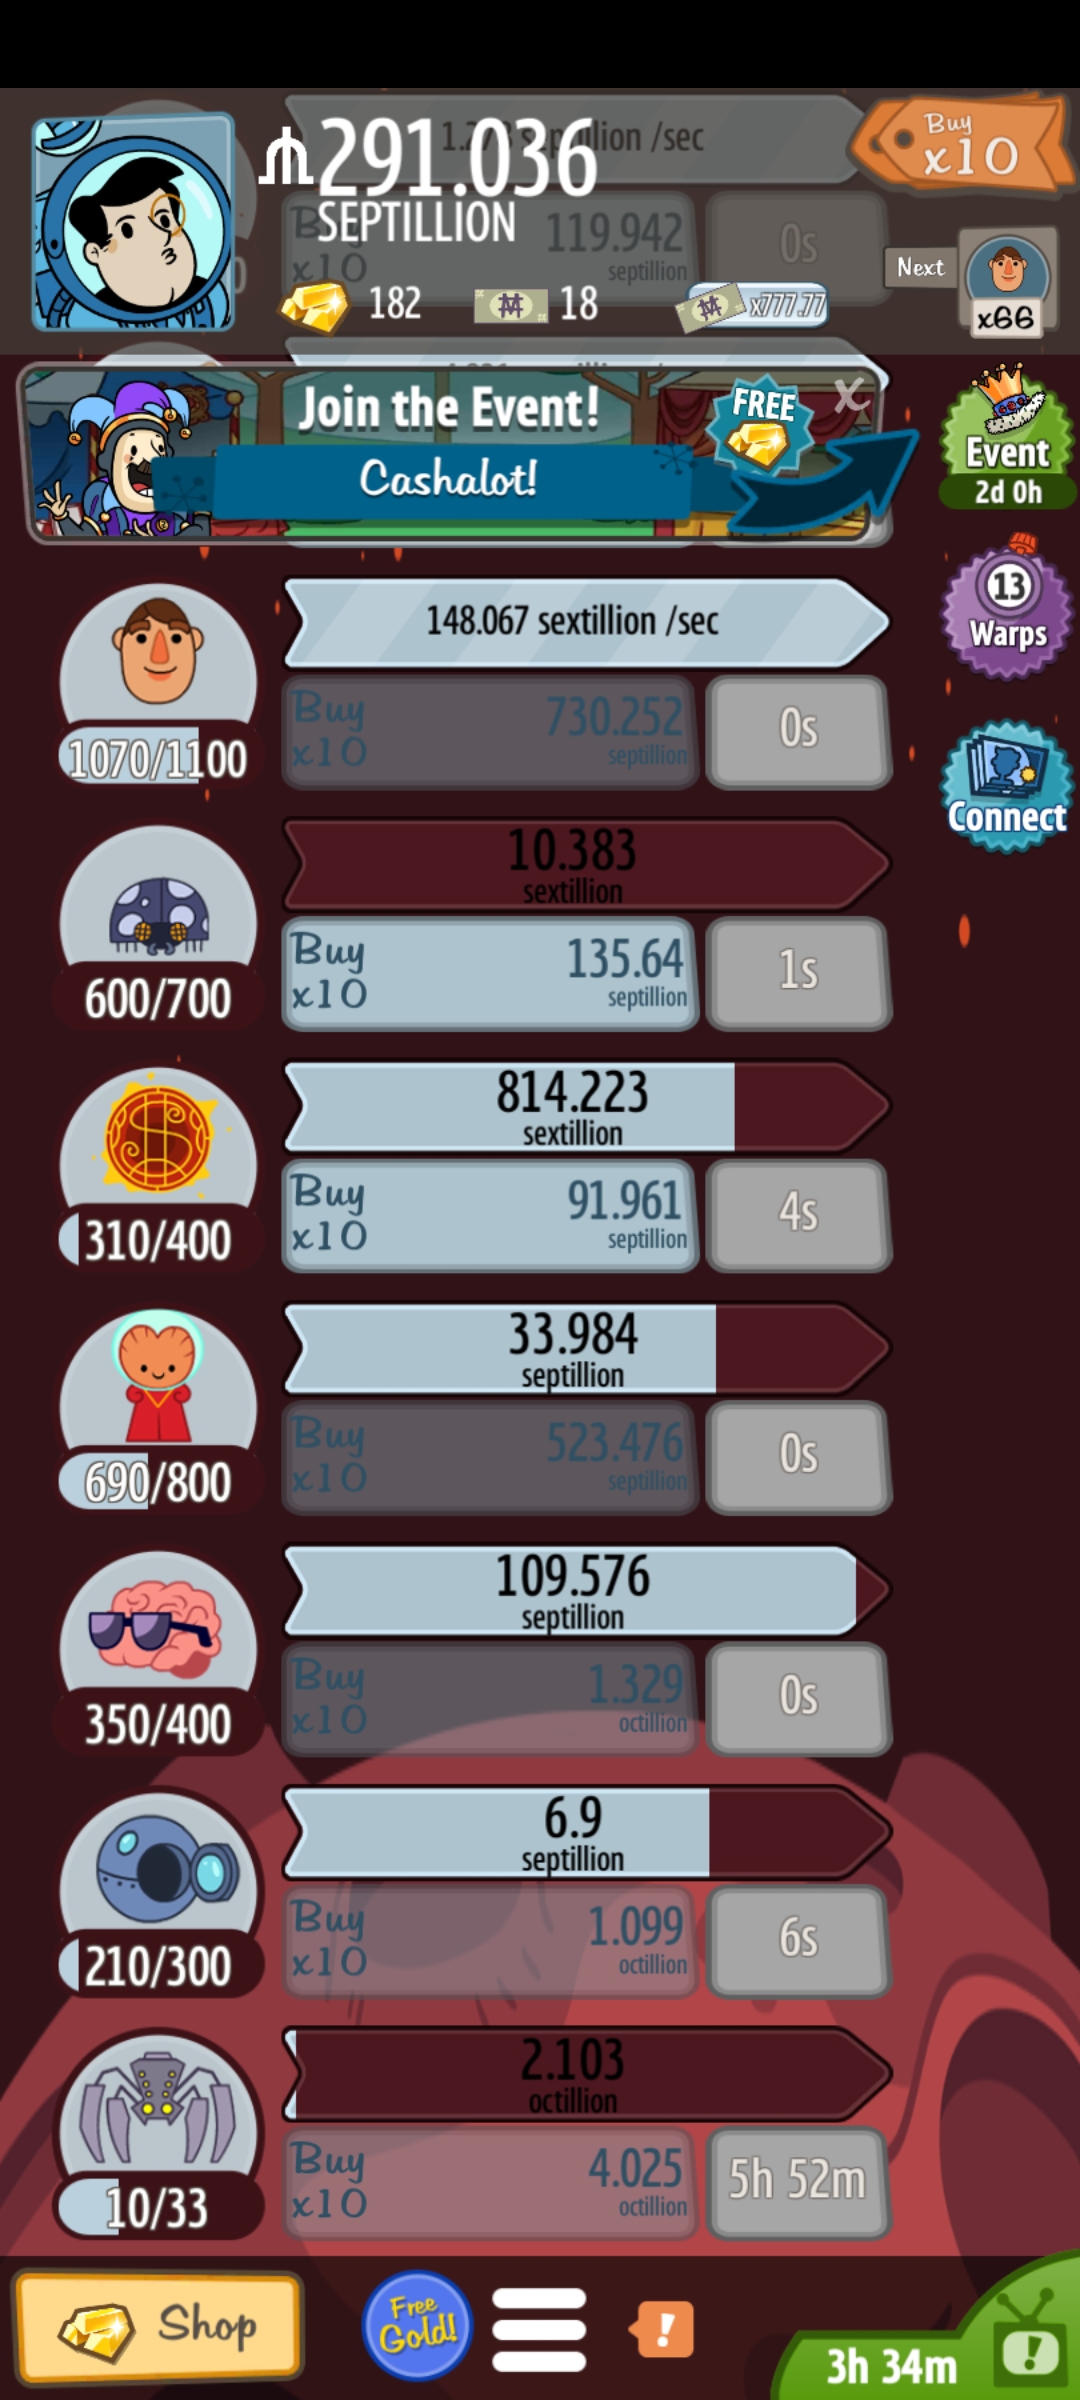 /sec
291.036
SEPTILLION
Buy
x10
119.942
septillion
0s
Buy
x10
182
18
x777.77
Next
x66
Join the Event!
Cashalot!
FREE
X
Event
2d 0h
148.067 sextillion /sec
1070/1100
Buy
x10
730.252
septillion
0s
13
Warps
Connect
10.383
sextillion
600/700
Buy
x10
135.64
septillion
1s
814.223
sextillion
310/400
Buy
x10
91.961
septillion
4s
33.984
septillion
690/800
Buy
x10
523.476
septillion
0s
109.576
septillion
350/400
Buy
x10
1.329
octillion
0s
6.9
septillion
210/300
Buy
x10
1.099
octillion
6s
2.103
octillion
10/33
Buy
x10
4.025
octillion
5h 52m
Shop
Free
Gold!
!
3h 34m
!